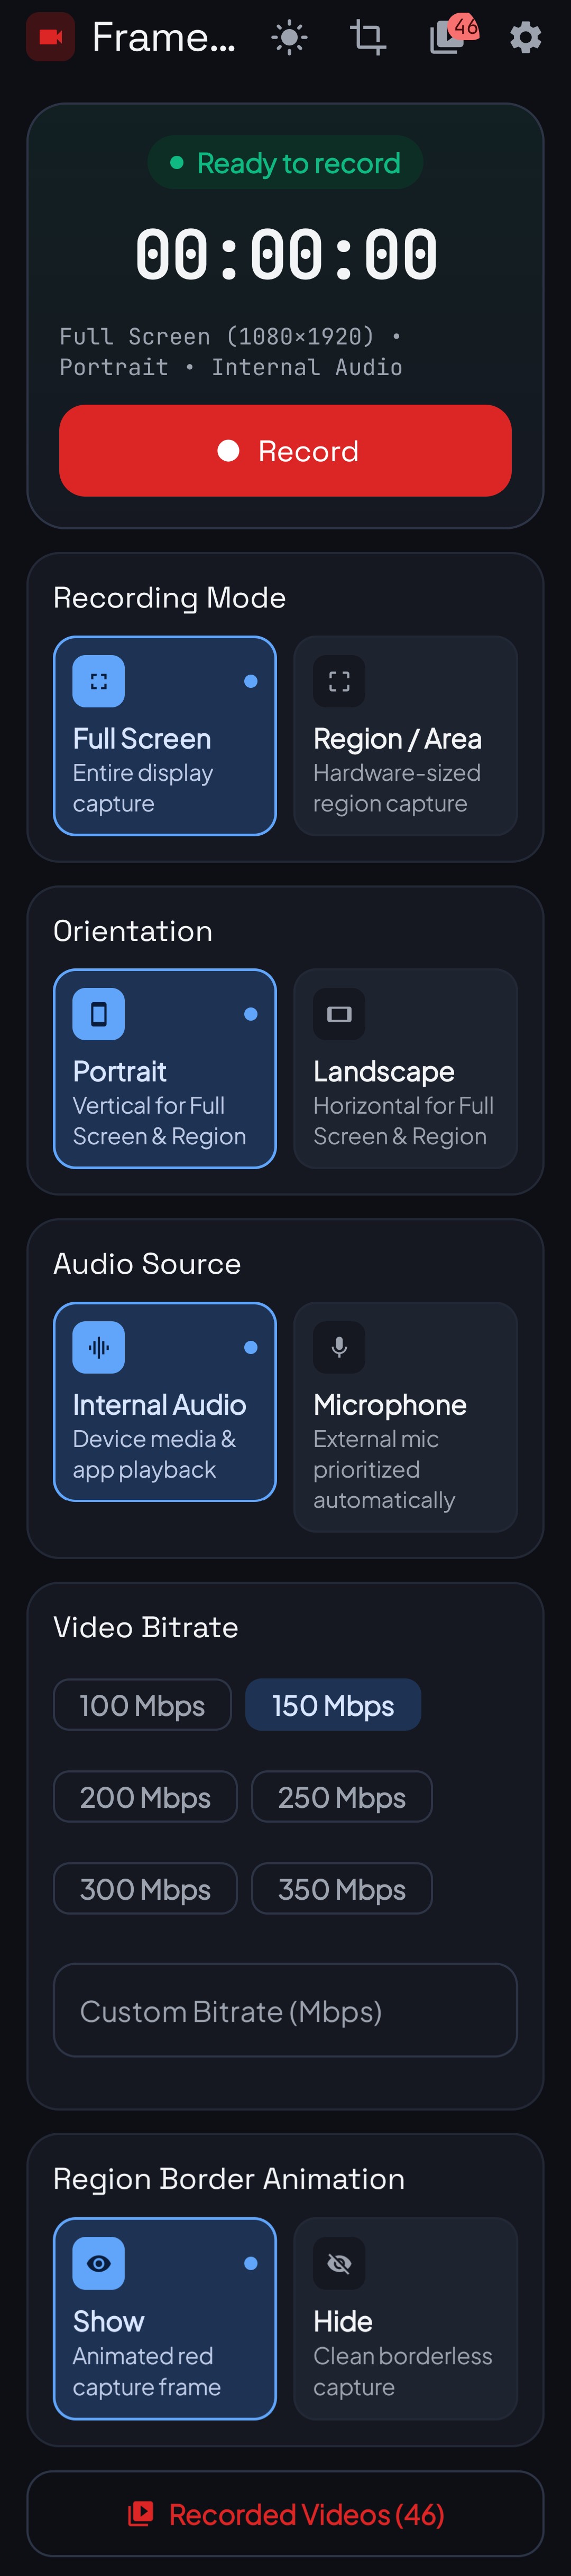 Frame...
46
Ready to record
00:00:00
Full Screen (1080×1920) •
Portrait • Internal Audio
Record
Recording Mode
Full Screen
Entire display
capture
Region / Area
Hardware-sized
region capture
Orientation
Portrait
Vertical for Full
Screen & Region
Landscape
Horizontal for Full
Screen & Region
Audio Source
Internal Audio
Device media &
app playback
Microphone
External mic
prioritized
automatically
Video Bitrate
100 Mbps
150 Mbps
200 Mbps
250 Mbps
300 Mbps
350 Mbps
Custom Bitrate (Mbps)
Region Border Animation
Show
Animated red
capture frame
Hide
Clean borderless
capture
Recorded Videos (46)